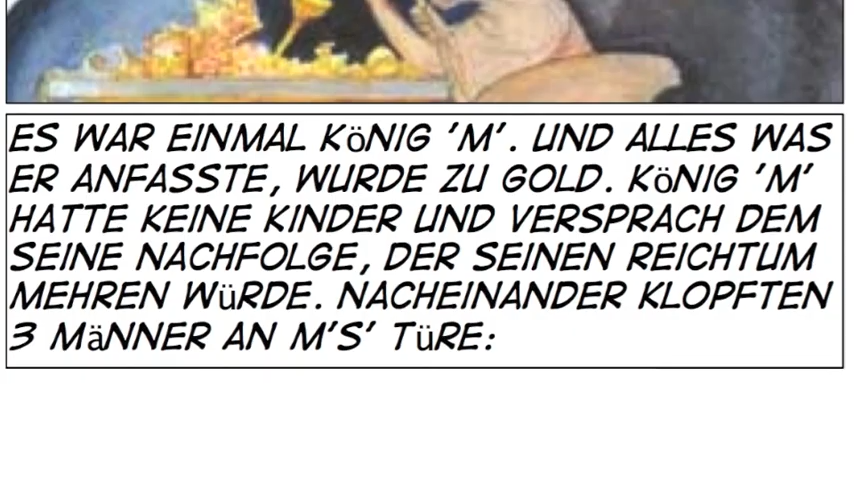 ES WAR EINMAL KöNIG 'M'. UND ALLES WAS
ER ANFASSTE, WURDE ZU GOLD. KöNIG 'M'
HATTE KEINE KINDER UND VERSPRACH DEM
SEINE NACHFOLGE, DER SEINEN REICHTUM
MEHREN WüRDE. NACHEINANDER KLOPFTEN
3 MäNNER AN M'S' TüRE: